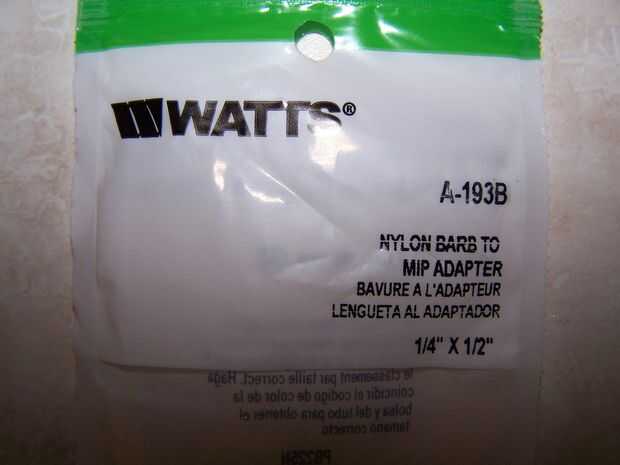 WATTS®
A-193B
NYLON BARB TO
MIP ADAPTER
BAVURE A L'ADAPTEUR
LENGUETA AL ADAPTADOR
1/4" X 1/2"
le classement par taille correct. Haga
coincidir el codigo de color de la
bolsa y del tubo para obtener el
tamano correcto